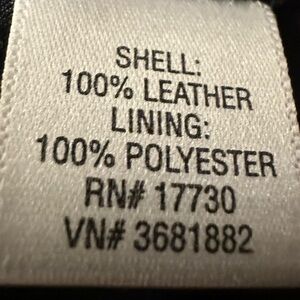 SHELL:
100% LEATHER
LINING:
100% POLYESTER
RN# 17730
VN# 3681882